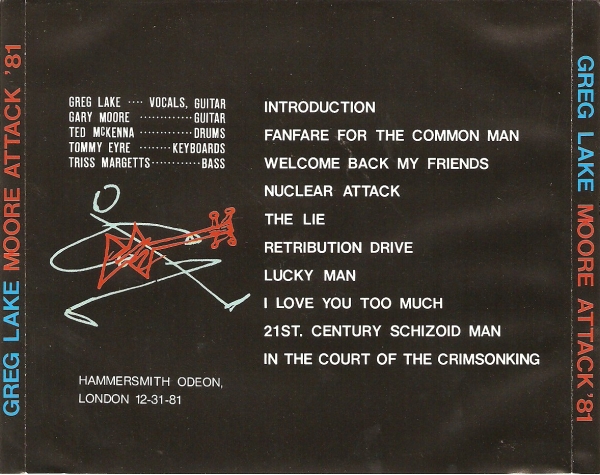 GREG LAKE MOORE ATTACK '81
GREG LAKE .... VOCALS, GUITAR
GARY MOORE ............GUITAR
TED McKENNA ............DRUMS
TOMMY EYRE ........KEYBOARDS
TRISS MARGETTS...........BASS
INTRODUCTION
FANFARE FOR THE COMMON MAN
WELCOME BACK MY FRIENDS
NUCLEAR ATTACK
THE LIE
RETRIBUTION DRIVE
LUCKY MAN
I LOVE YOU TOO MUCH
21ST. CENTURY SCHIZOID MAN
IN THE COURT OF THE CRIMSONKING
HAMMERSMITH ODEON,
LONDON 12-31-81
GREG LAKE MOORE ATTACK '81